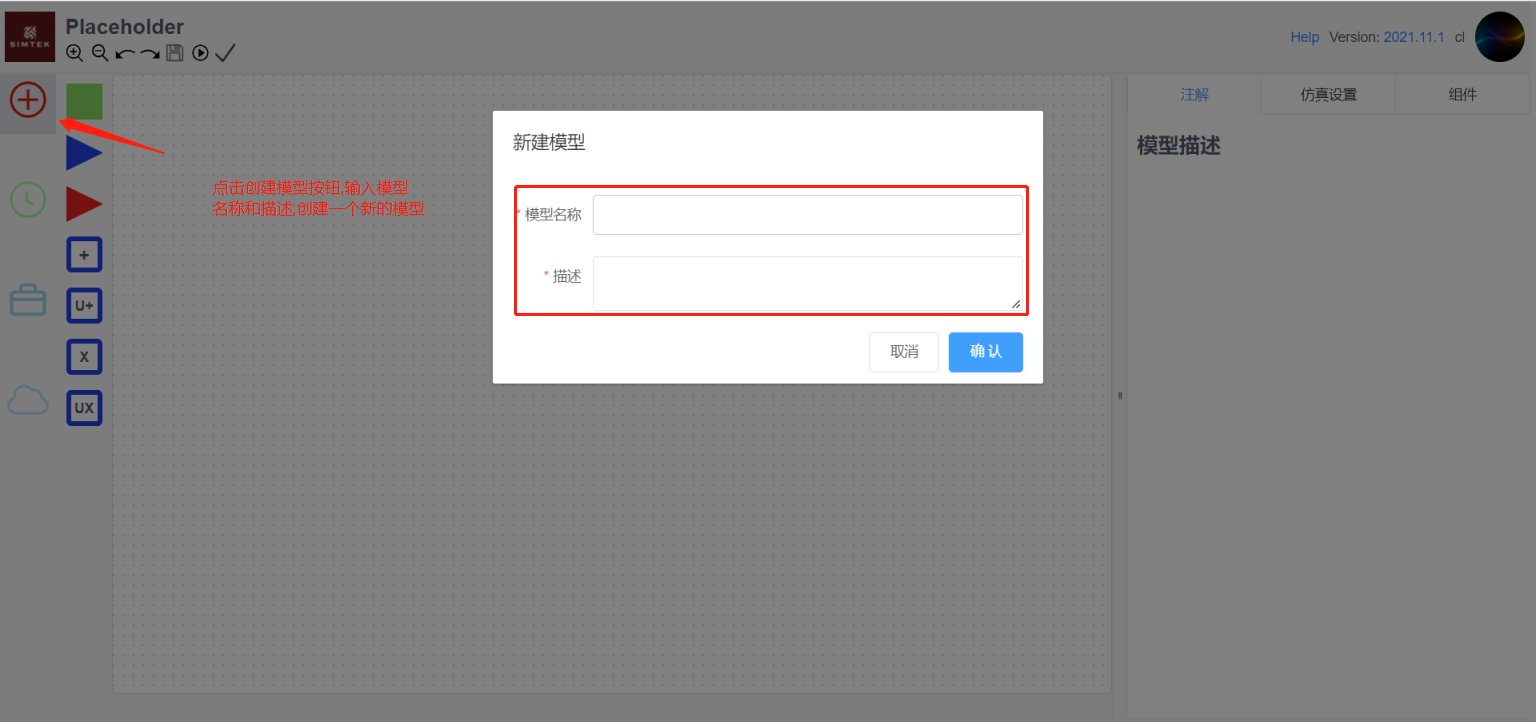 SIMTEK
Placeholder
Help Version: 2021.11.1 cl
注解 仿真设置 组件
模型描述
新建模型
* 模型名称
* 描述
取消 确认
点击创建模型按钮,输入模型
名称和描述,创建一个新的模型
+
U+
X
UX